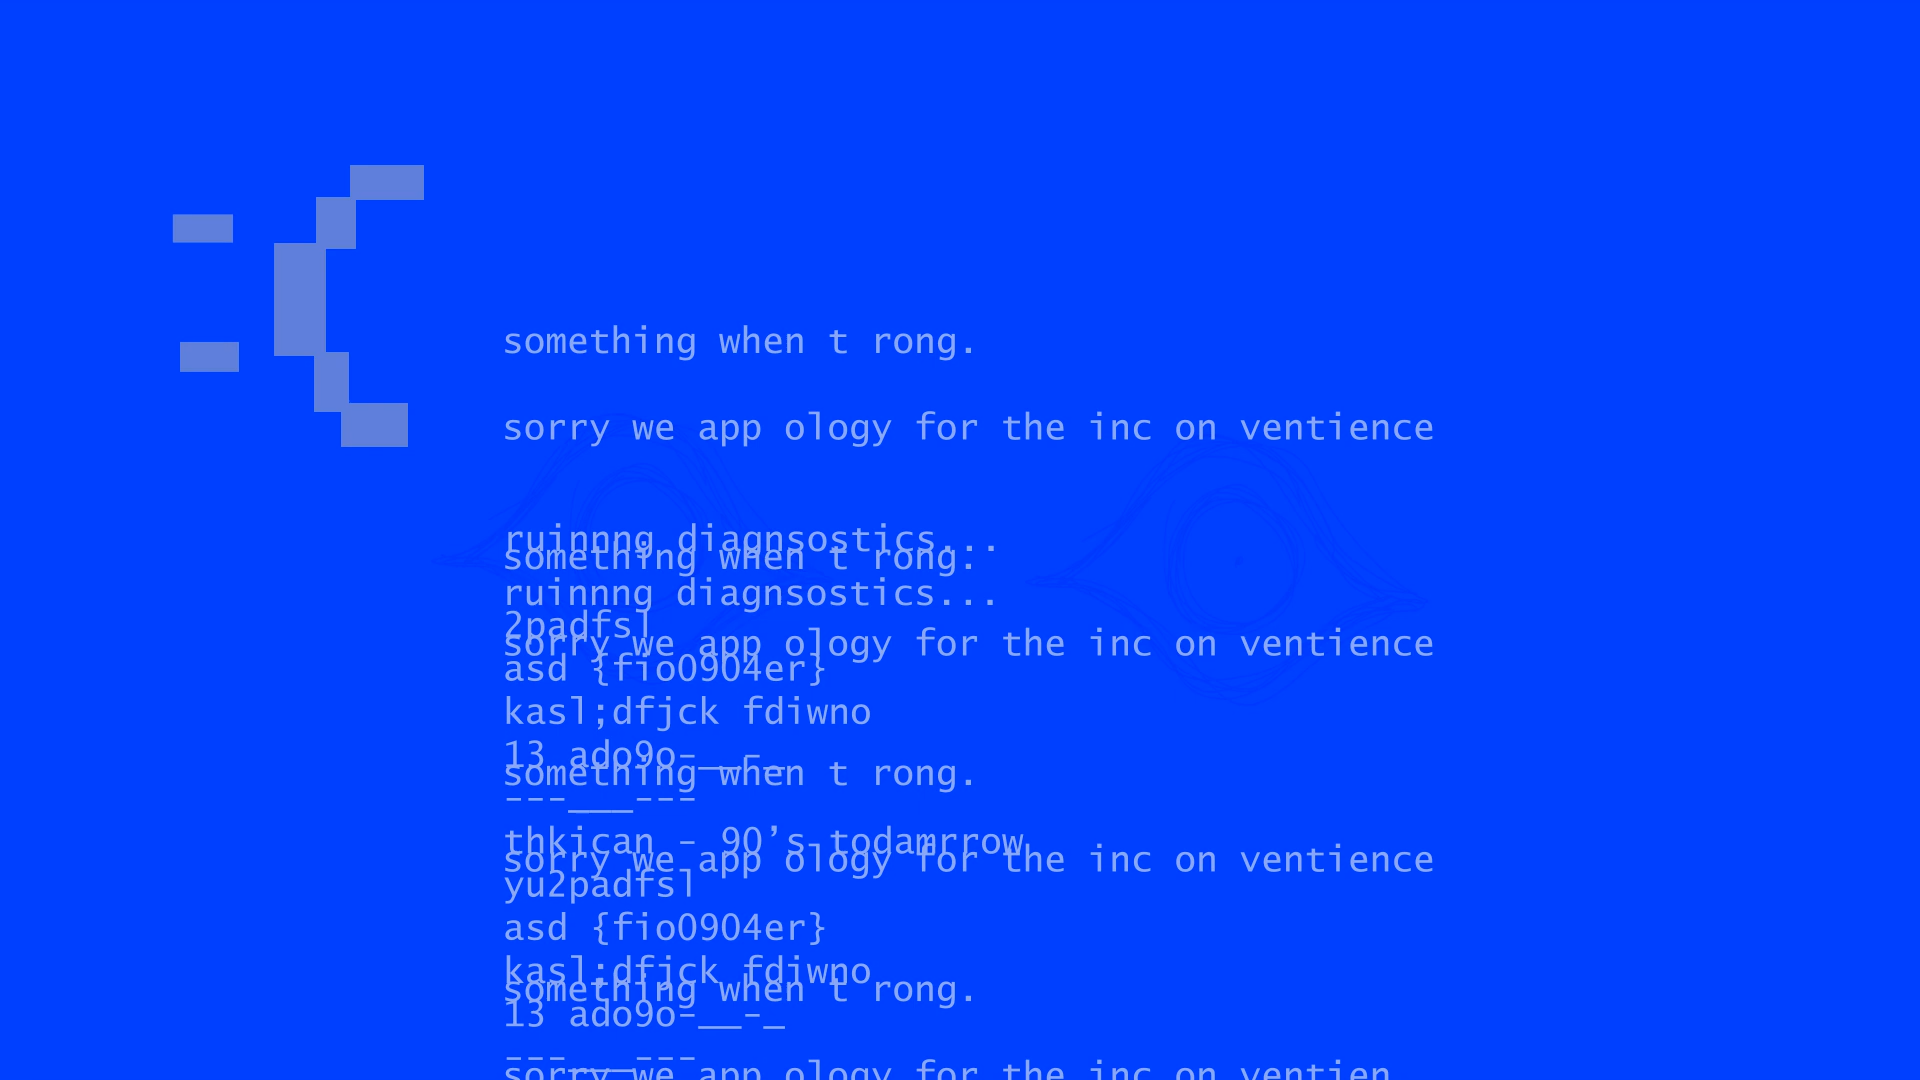 :(
something when t rong.
sorry we app ology for the inc on ventience
ruinnng diagnsostics...
something when t rong.
ruinnng diagnsostics...
2padfsl
sorry we app ology for the inc on ventience
asd {fio0904er}
kasl;dfjck fdiwno
13 ado9o-__-_
something when t rong.
---___---
thkican - 90’s todamrrow
sorry we app ology for the inc on ventience
yu2padfsl
asd {fio0904er}
kasl;dfjck fdiwno
something when t rong.
13 ado9o-__-_
---___---
sorry we app ology for the inc on ventien